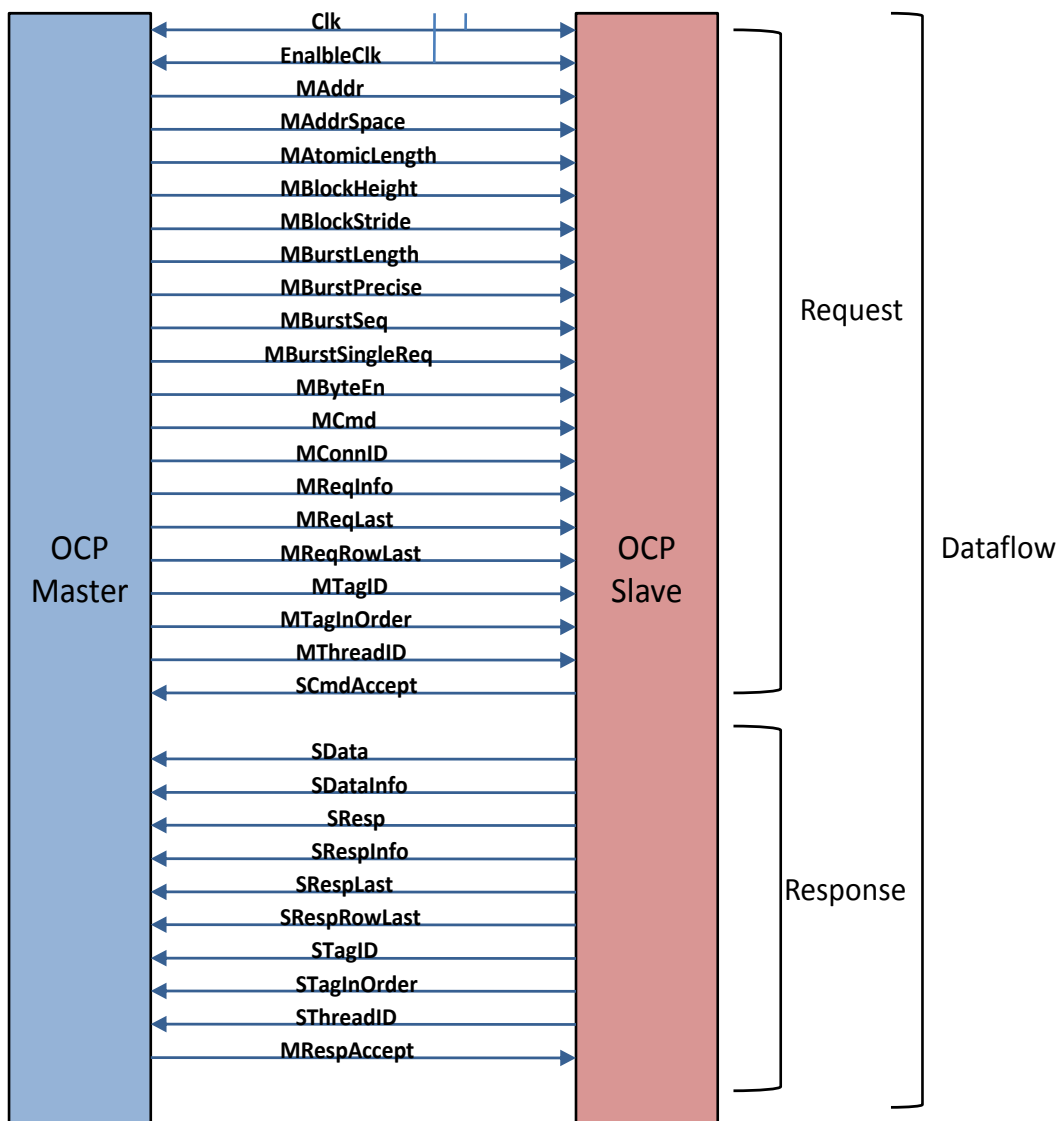 Clk
EnalbleClk
MAddr
MAddrSpace
MAtomicLength
MBlockHeight
MBlockStride
MBurstLength
MBurstPrecise
MBurstSeq
MBurstSingleReq
MByteEn
MCmd
MConnID
MReqInfo
MReqLast
MReqRowLast
MTagID
MTagInOrder
MThreadID
SCmdAccept
SData
SDataInfo
SResp
SRespInfo
SRespLast
SRespRowLast
STagID
STagInOrder
SThreadID
MRespAccept
OCP
Master
OCP
Slave
Request
Response
Dataflow